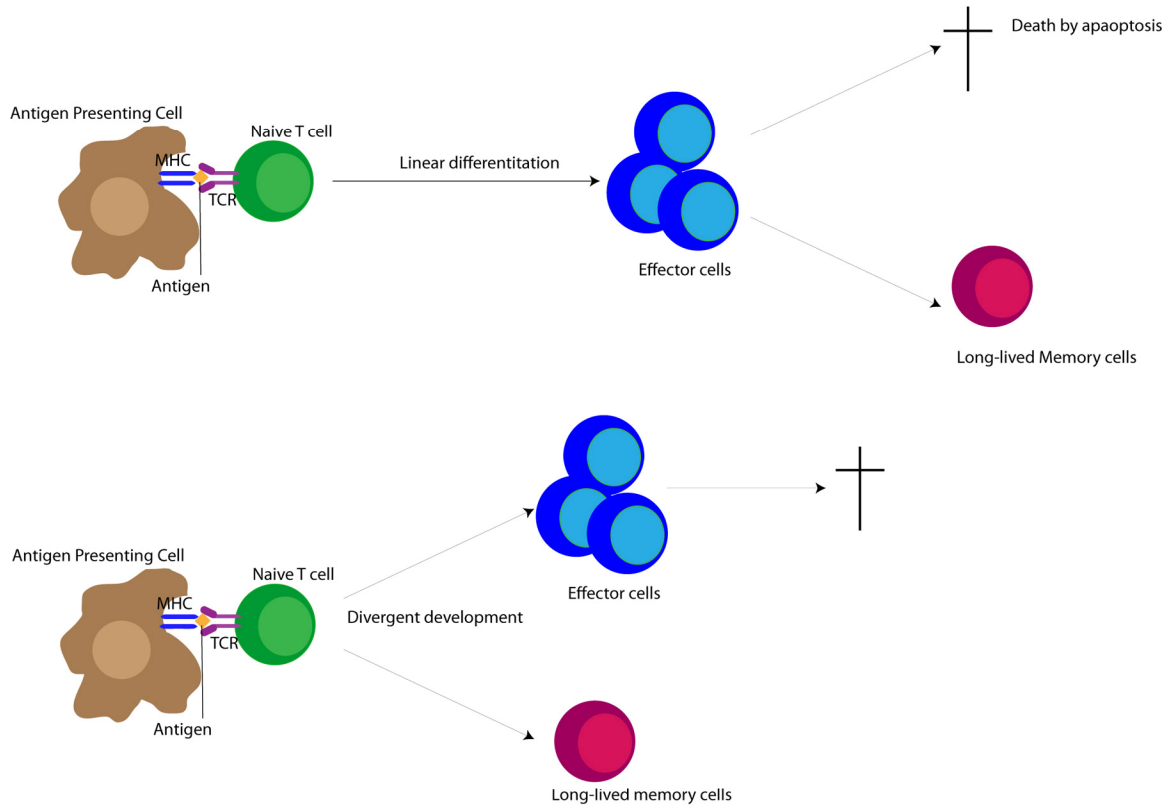 Death by apaoptosis
Antigen Presenting Cell
Naive T cell
MHC
TCR
Linear differentitation
Antigen
Effector cells
Long-lived Memory cells
Antigen Presenting Cell
Naive T cell
MHC
TCR
Divergent development
Effector cells
Antigen
Long-lived memory cells